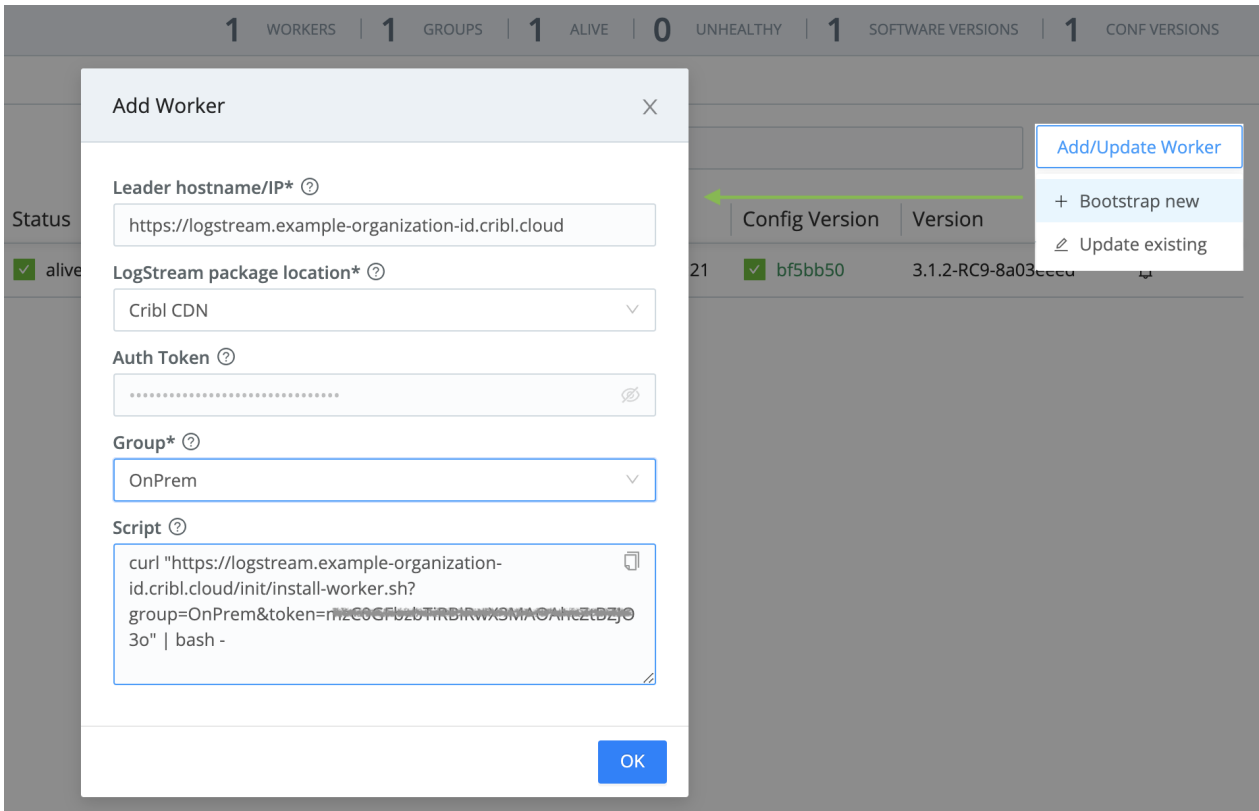 1 WORKERS 1 GROUPS 1 ALIVE 0 UNHEALTHY 1 SOFTWARE VERSIONS 1 CONF VERSIONS
Add Worker
Add/Update Worker
Leader hostname/IP*
+ Bootstrap new
Status
https://logstream.example-organization-id.cribl.cloud
Config Version
Version
Update existing
alive
LogStream package location*
21
bf5bb50
3.1.2-RC9-8a03eeed
Cribl CDN
Auth Token
••••••••••••••••••••••••••••••••
Group*
OnPrem
Script
curl "https://logstream.example-organization-
id.cribl.cloud/init/install-worker.sh?
group=OnPrem&token=
3o" | bash -
OK